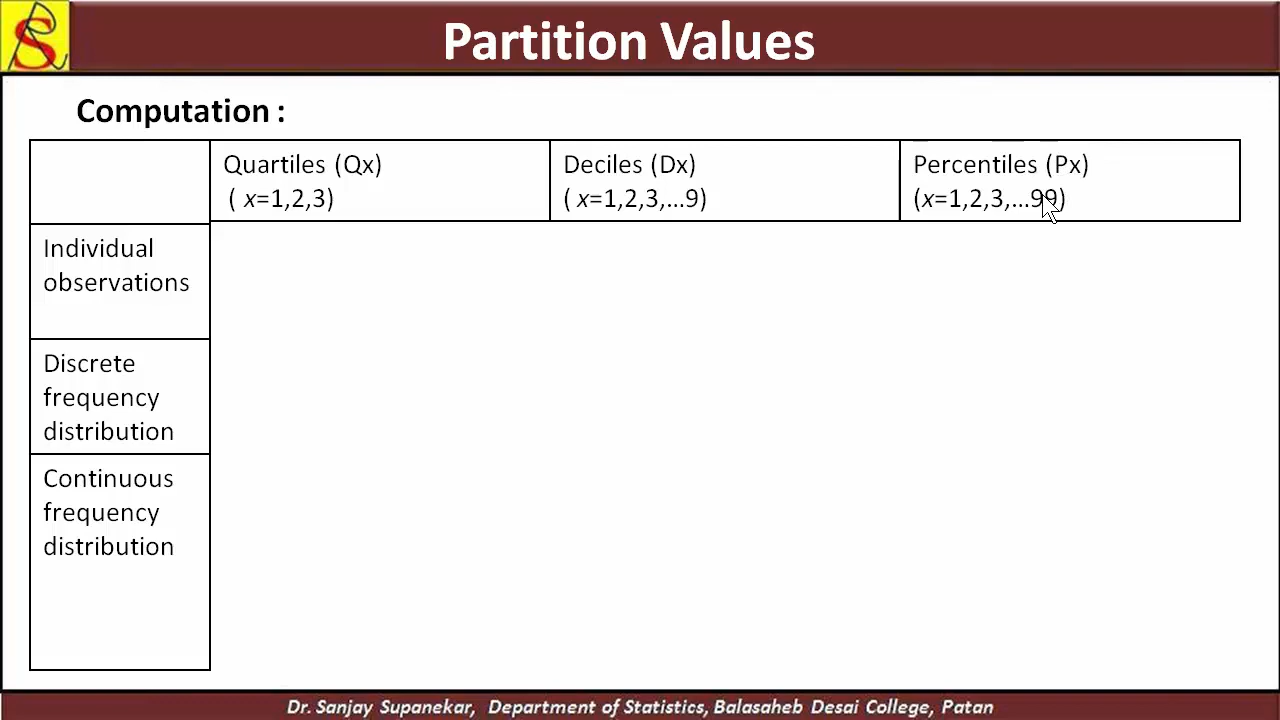 Partition Values
Computation :
Quartiles (Qx)
( x=1,2,3)
Deciles (Dx)
( x=1,2,3,...9)
Percentiles (Px)
(x=1,2,3,...99)
Individual
observations
Discrete
frequency
distribution
Continuous
frequency
distribution
Dr. Sanjay Supanekar, Department of Statistics, Balasaheb Desai College, Patan